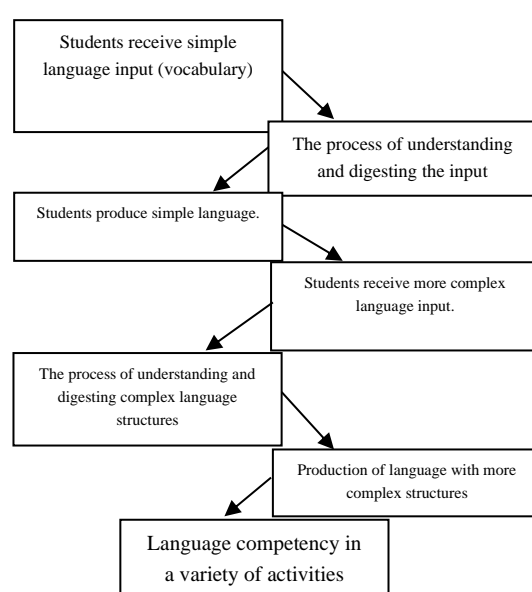 Students receive simple
language input (vocabulary)
The process of understanding
and digesting the input
Students produce simple language.
Students receive more complex
language input.
The process of understanding and
digesting complex language
structures
Production of language with more
complex structures
Language competency in
a variety of activities